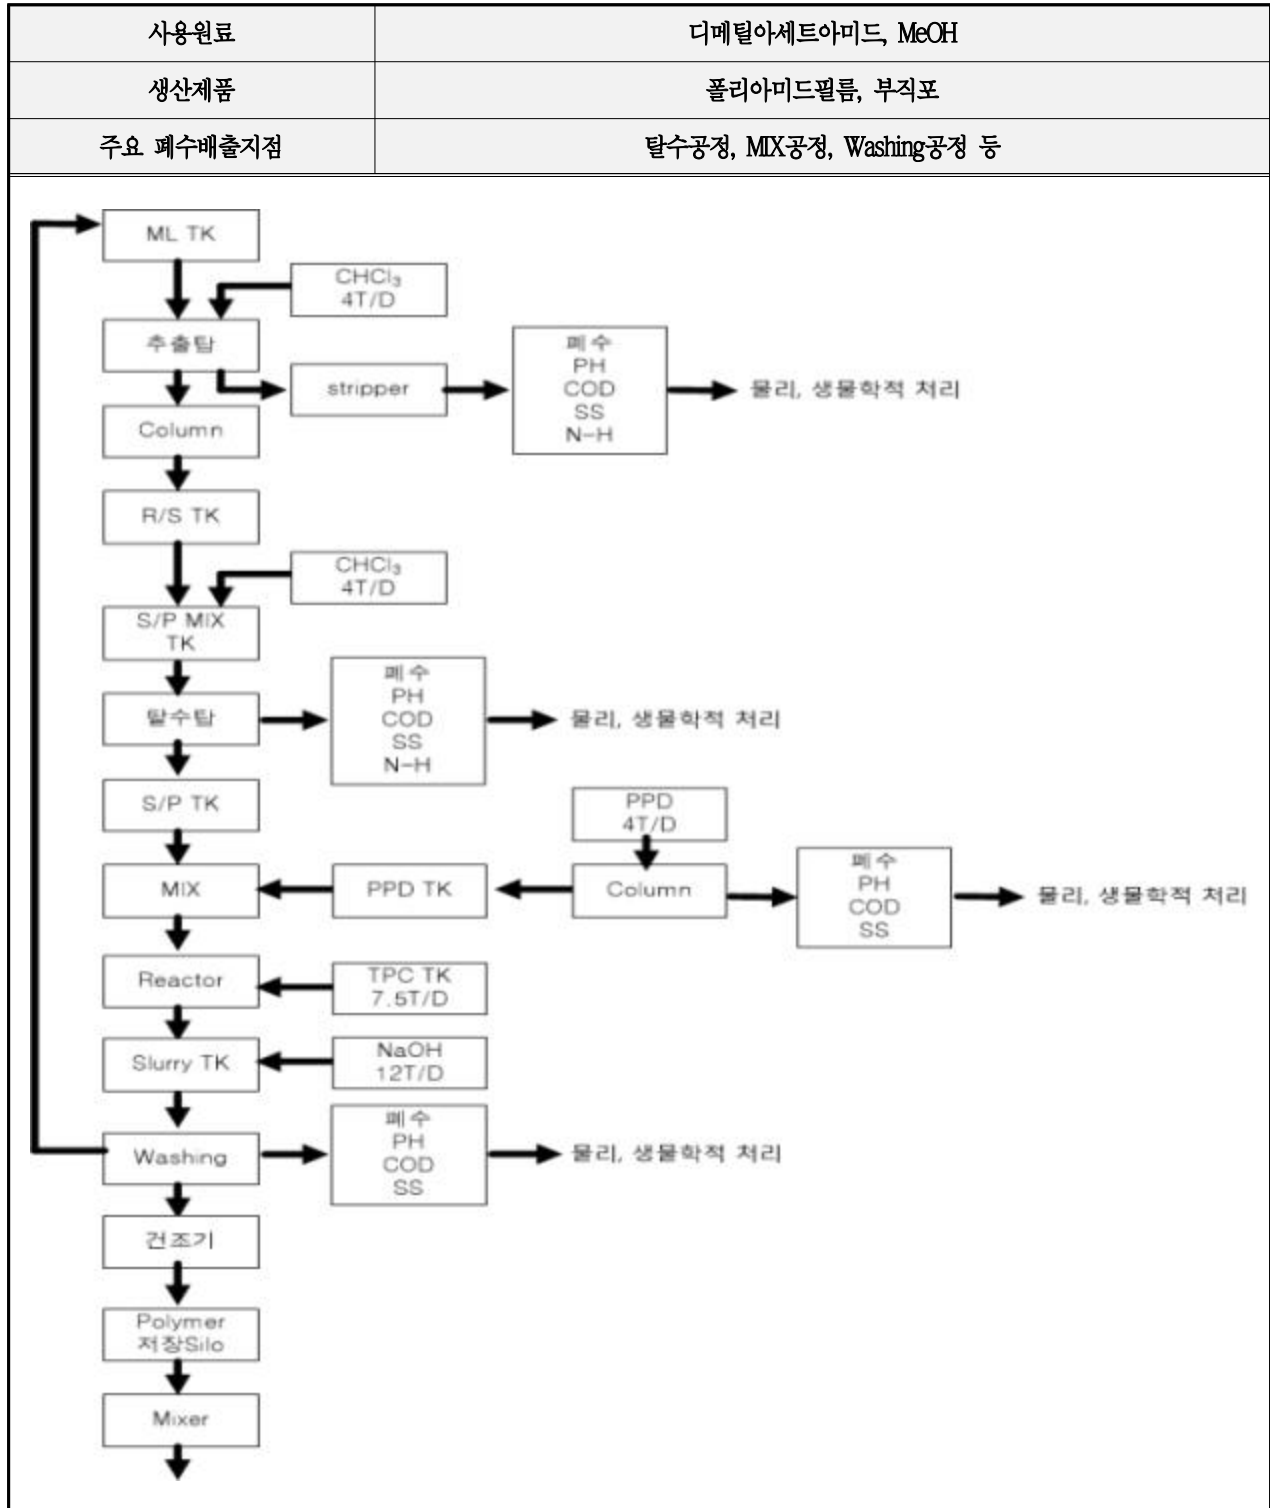 사용원료 디메틸아세트아미드, MeOH
생산제품 폴리아미드필름, 부직포
주요 폐수배출지점 탈수공정, MIX공정, Washing공정 등
ML TK
CHCl₃
4T/D
추출탑
stripper
폐수
PH
COD
SS
N-H
물리, 생물학적 처리
Column
R/S TK
CHCl₃
4T/D
S/P MIX
TK
탈수탑
폐수
PH
COD
SS
N-H
물리, 생물학적 처리
S/P TK
PPD
4T/D
MIX
PPD TK
Column
폐수
PH
COD
SS
물리, 생물학적 처리
Reactor
TPC TK
7.5T/D
Slurry TK
NaOH
12T/D
Washing
폐수
PH
COD
SS
물리, 생물학적 처리
건조기
Polymer
저장Silo
Mixer